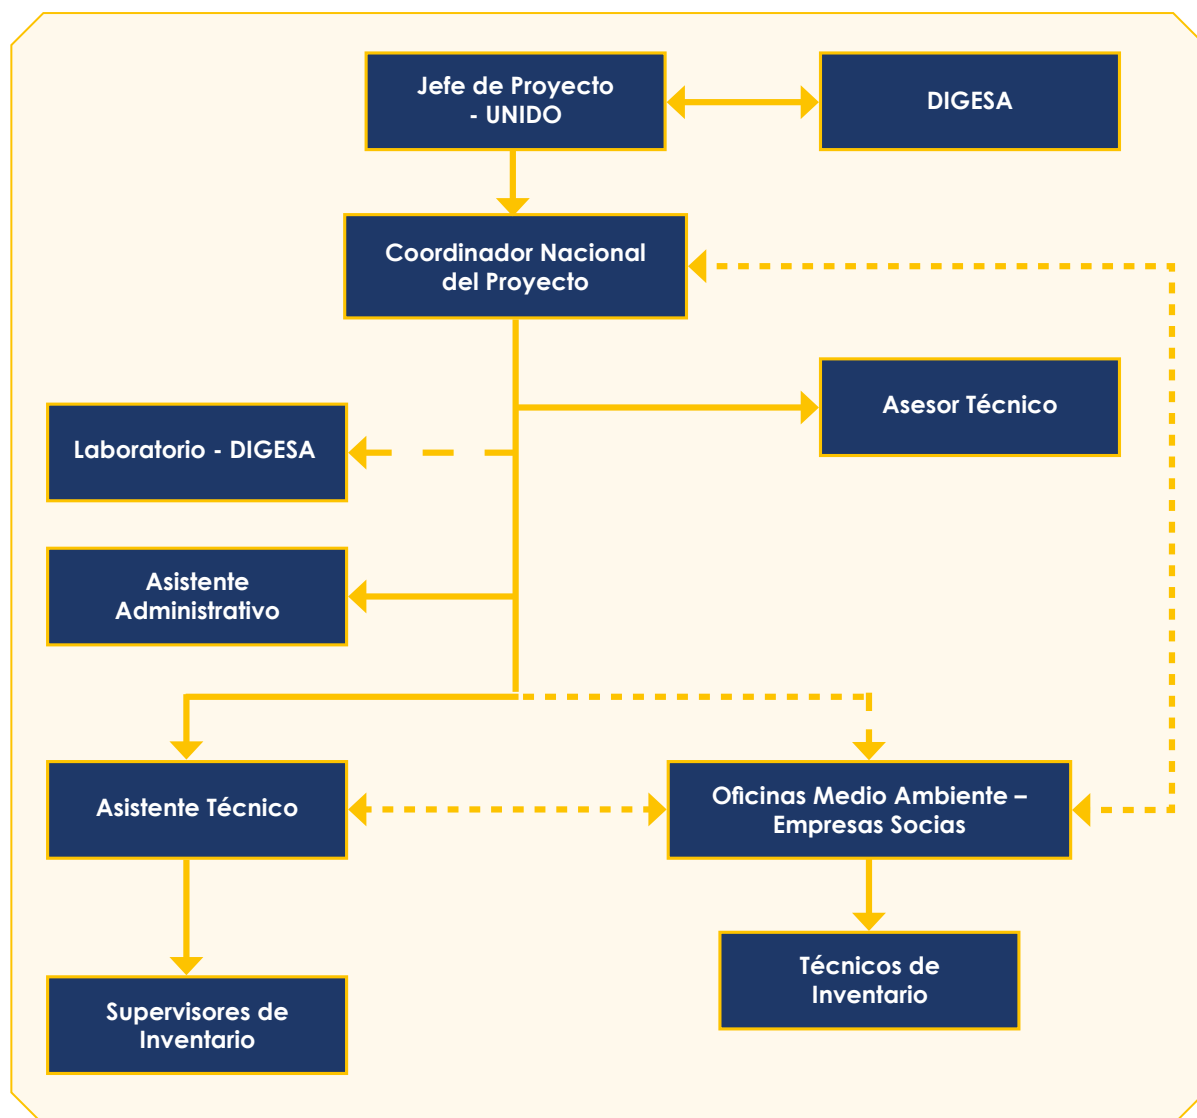 Jefe de Proyecto
- UNIDO
DIGESA
Coordinador Nacional
del Proyecto
Asesor Técnico
Laboratorio - DIGESA
Asistente
Administrativo
Asistente Técnico
Oficinas Medio Ambiente –
Empresas Socias
Técnicos de
Inventario
Supervisores de
Inventario